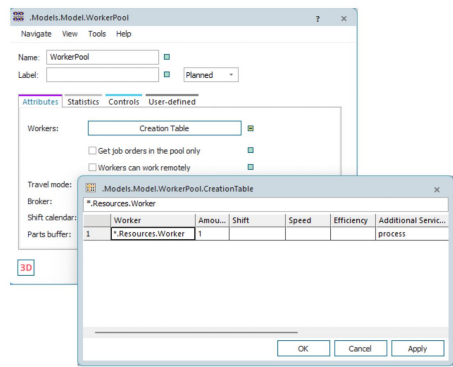 .Models.Model.WorkerPool ? ×
Navigate View Tools Help
Name: WorkerPool
Label: Planned
Attributes Statistics Controls User-defined
Workers: Creation Table
Get job orders in the pool only
Workers can work remotely
Travel mode:
Broker:
Shift calendar:
Parts buffer:
3D
.Models.Model.WorkerPool.CreationTable ×
*.Resources.Worker
Worker Amou... Shift Speed Efficiency Additional Servic...
1 *.Resources.Worker 1 process
OK Cancel Apply